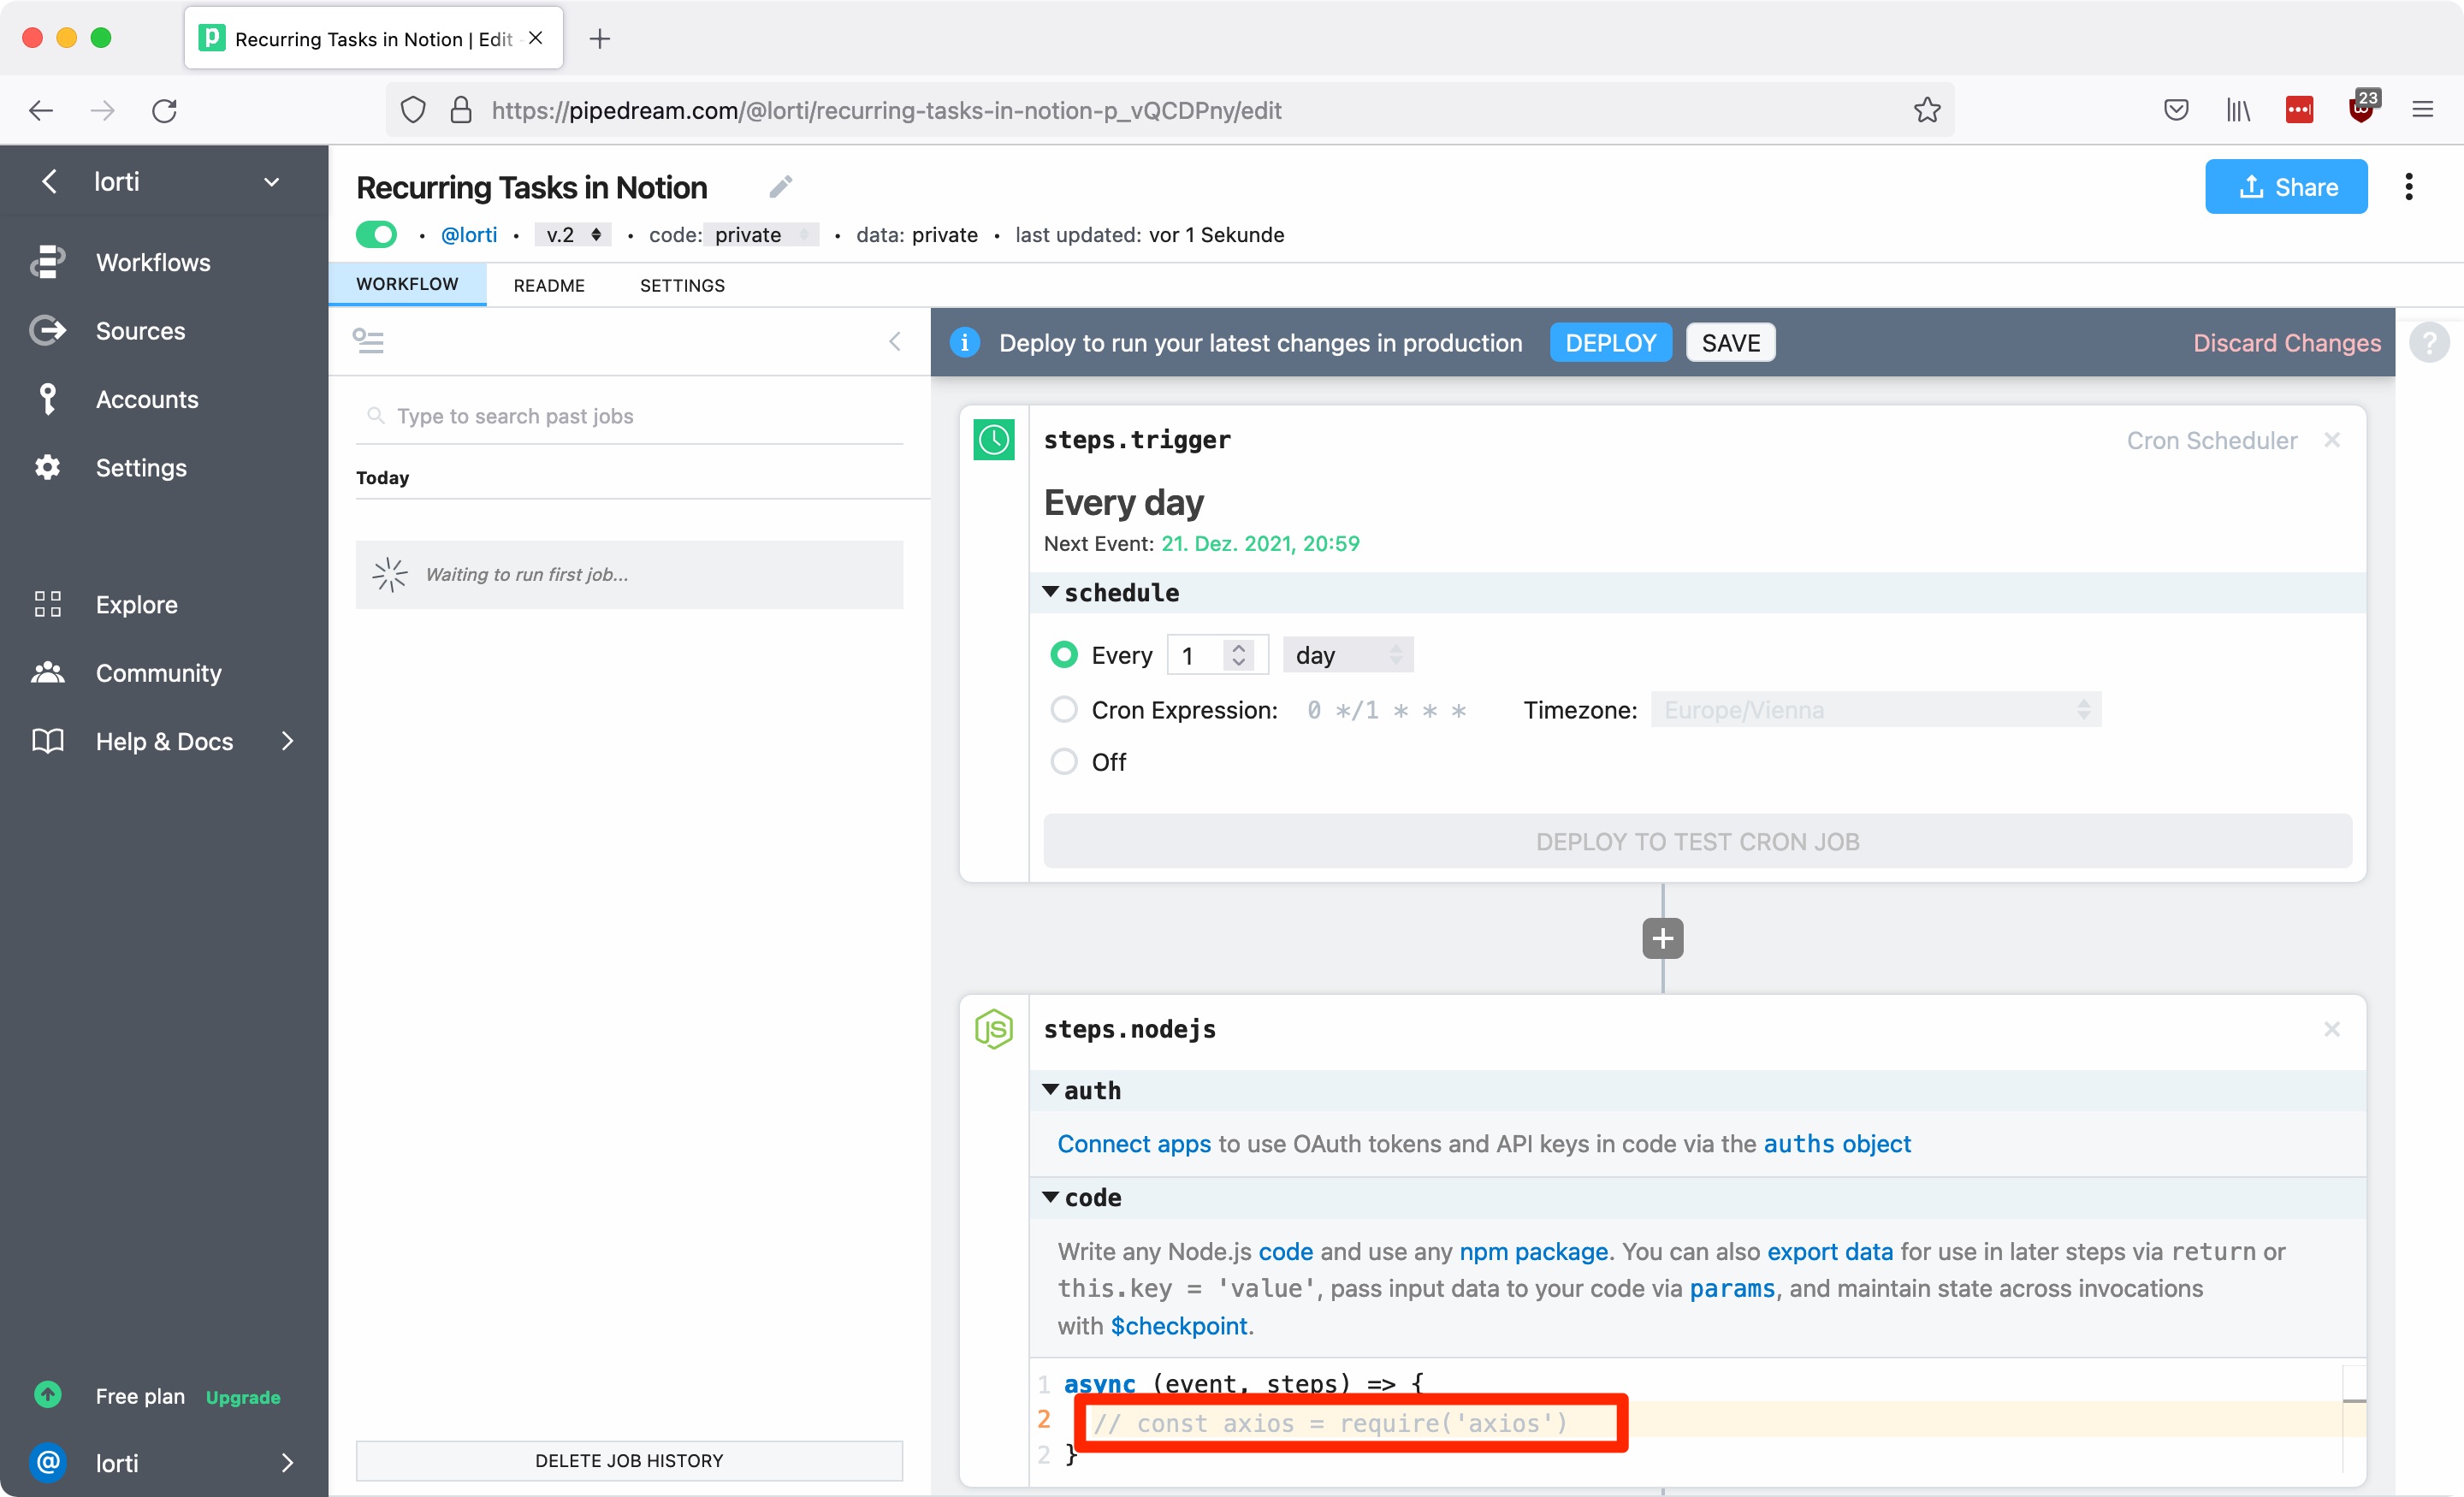 Recurring Tasks in Notion | Edit
https://pipedream.com/@lorti/recurring-tasks-in-notion-p_vQCDPny/edit
23
lorti
Workflows
Sources
Accounts
Settings
Explore
Community
Help & Docs
Free plan Upgrade
@ lorti
Recurring Tasks in Notion
Share
• @lorti • v.2 • code: private • data: private • last updated: vor 1 Sekunde
WORKFLOW README SETTINGS
Type to search past jobs
Today
Waiting to run first job...
DELETE JOB HISTORY
i Deploy to run your latest changes in production DEPLOY SAVE Discard Changes ?
steps.trigger Cron Scheduler
Every day
Next Event: 21. Dez. 2021, 20:59
schedule
Every 1 day
Cron Expression: 0 */1 * * * Timezone: Europe/Vienna
Off
DEPLOY TO TEST CRON JOB
JS steps.nodejs
auth
Connect apps to use OAuth tokens and API keys in code via the auths object
code
Write any Node.js code and use any npm package. You can also export data for use in later steps via return or
this.key = 'value', pass input data to your code via params, and maintain state across invocations
with $checkpoint.
1 async (event, steps) => {
2 // const axios = require('axios')
2 }